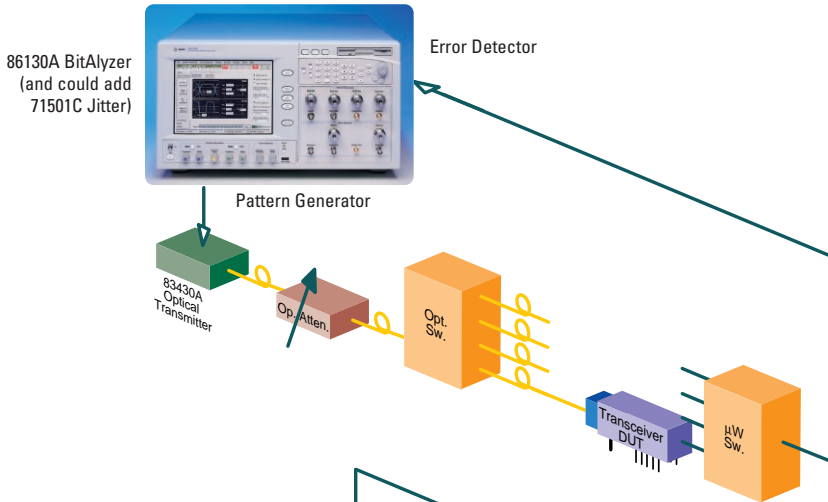 86130A BitAlyzer
(and could add
71501C Jitter)
Error Detector
Pattern Generator
83430A
Optical
Transmitter
Op. Atten.
Opt.
Sw.
Transceiver
DUT
µW
Sw.